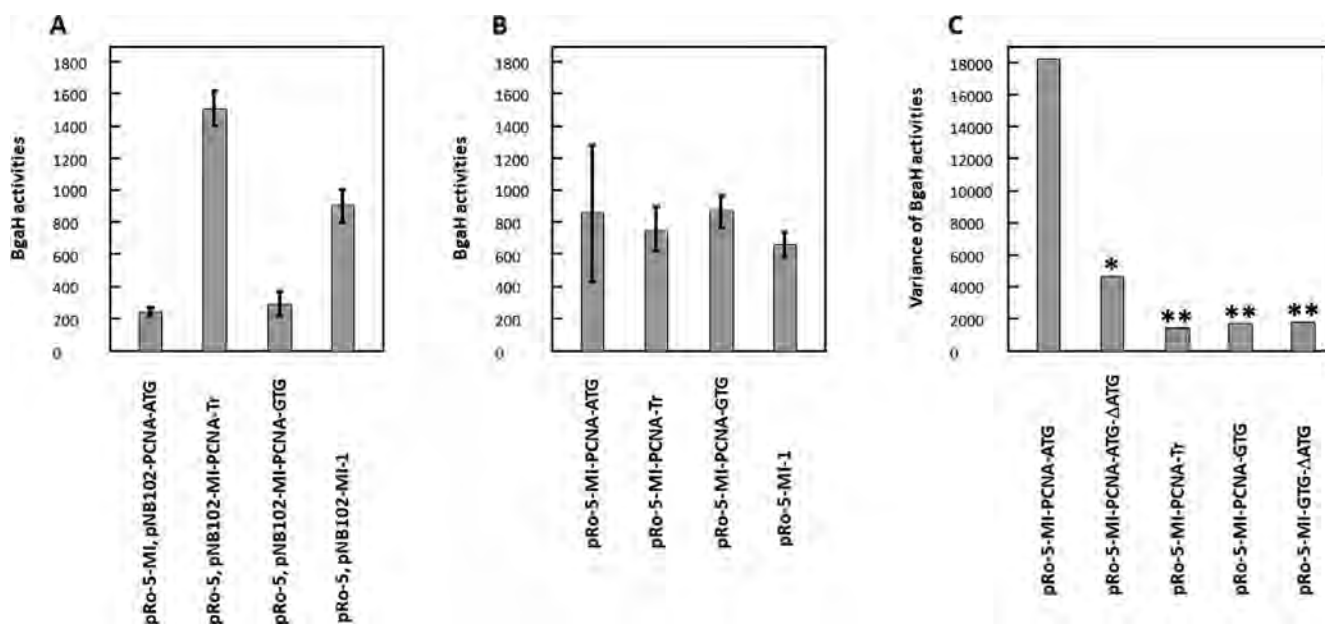 A
BgaH activities
1800
1600
1400
1200
1000
800
600
400
200
0
pRo-5-MI, pNB102-PCNA-ATG
pRo-5, pNB102-MI-PCNA-Tr
pRo-5, pNB102-MI-PCNA-GTG
pRo-5, pNB102-MI-1
B
BgaH activities
1800
1600
1400
1200
1000
800
600
400
200
0
pRo-5-MI-PCNA-ATG
pRo-5-MI-PCNA-Tr
pRo-5-MI-PCNA-GTG
pRo-5-MI-1
C
Variance of BgaH activities
18000
16000
14000
12000
10000
8000
6000
4000
2000
0
*
**
**
**
pRo-5-MI-PCNA-ATG
pRo-5-MI-PCNA-ATG-ΔATG
pRo-5-MI-PCNA-Tr
pRo-5-MI-PCNA-GTG
pRo-5-MI-GTG-ΔATG